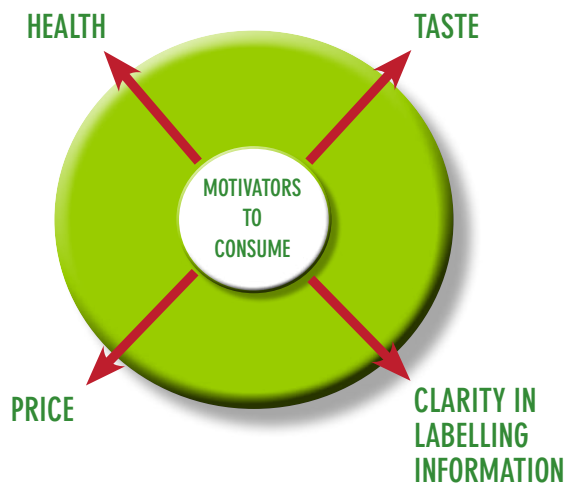 HEALTH
TASTE
MOTIVATORS
TO
CONSUME
PRICE
CLARITY IN
LABELLING
INFORMATION